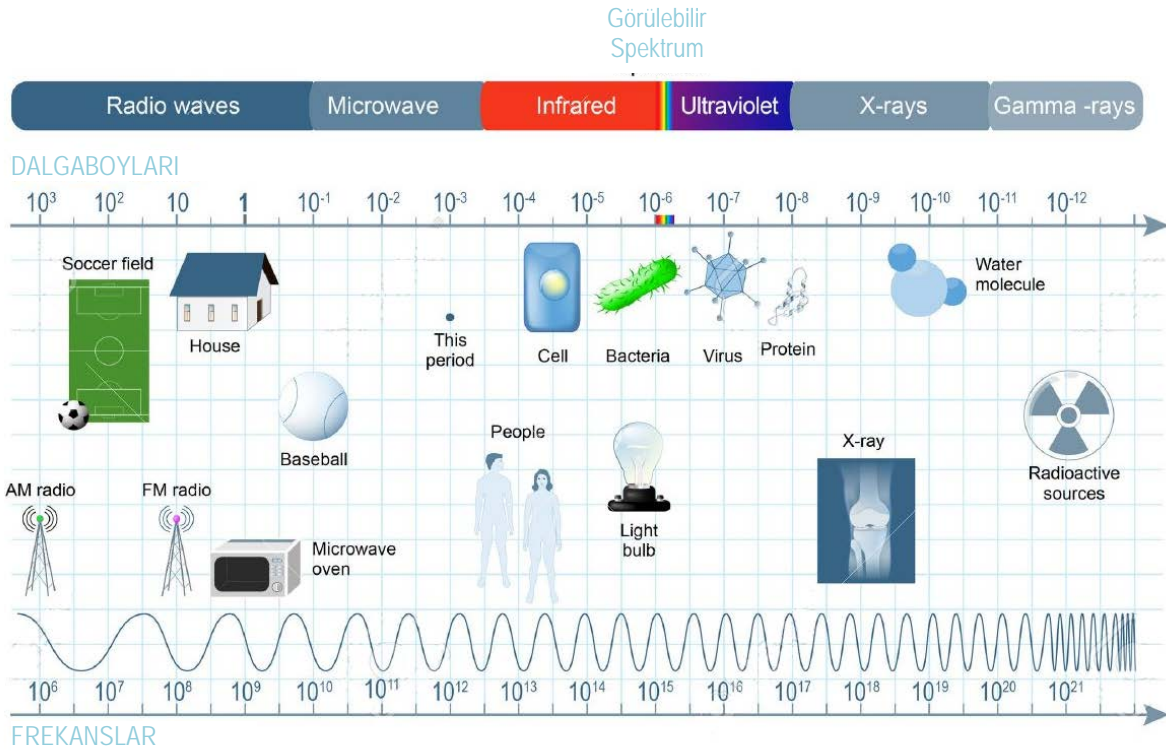 Görülebilir
Spektrum
Radio waves Microwave Infrared Ultraviolet X-rays Gamma -rays
DALGABOYLARI
10³ 10² 10 1 10⁻¹ 10⁻² 10⁻³ 10⁻⁴ 10⁻⁵ 10⁻⁶ 10⁻⁷ 10⁻⁸ 10⁻⁹ 10⁻¹⁰ 10⁻¹¹ 10⁻¹²
Soccer field
House
This
period
Cell
Bacteria
Virus
Protein
Water
molecule
Baseball
People
Light
bulb
X-ray
Radioactive
sources
AM radio
FM radio
Microwave
oven
10⁶ 10⁷ 10⁸ 10⁹ 10¹⁰ 10¹¹ 10¹² 10¹³ 10¹⁴ 10¹⁵ 10¹⁶ 10¹⁷ 10¹⁸ 10¹⁹ 10²⁰ 10²¹
FREKANSLAR